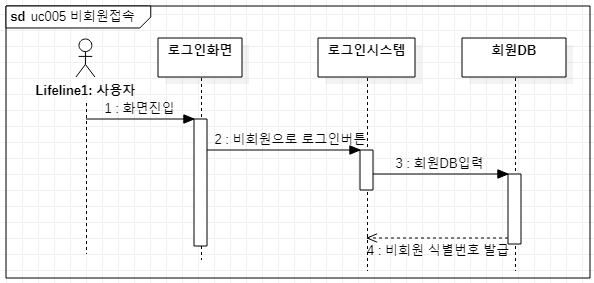 sd uc005 비회원접속
로그인화면
로그인시스템
회원DB
Lifeline1: 사용자
1 : 화면진입
2 : 비회원으로 로그인버튼
3 : 회원DB입력
4 : 비회원 식별번호 발급